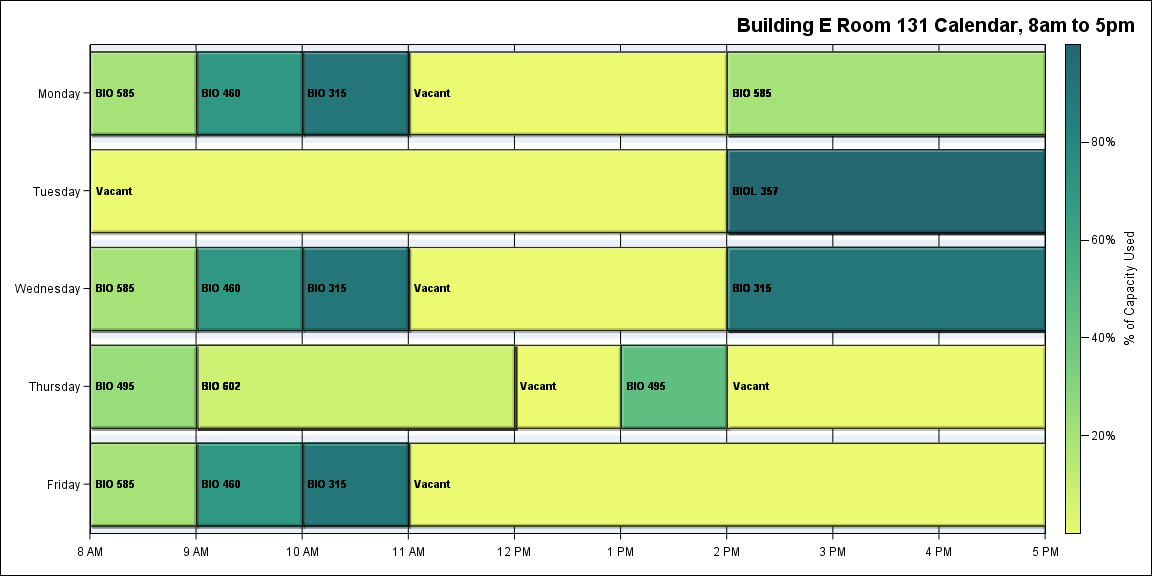 Building E Room 131 Calendar, 8am to 5pm
Monday
BIO 585
BIO 460
BIO 315
Vacant
BIO 585
Tuesday
Vacant
BIOL 357
Wednesday
BIO 585
BIO 460
BIO 315
Vacant
BIO 315
Thursday
BIO 495
BIO 602
Vacant
BIO 495
Vacant
Friday
BIO 585
BIO 460
BIO 315
Vacant
8 AM
9 AM
10 AM
11 AM
12 PM
1 PM
2 PM
3 PM
4 PM
5 PM
80%
60%
40%
20%
% of Capacity Used